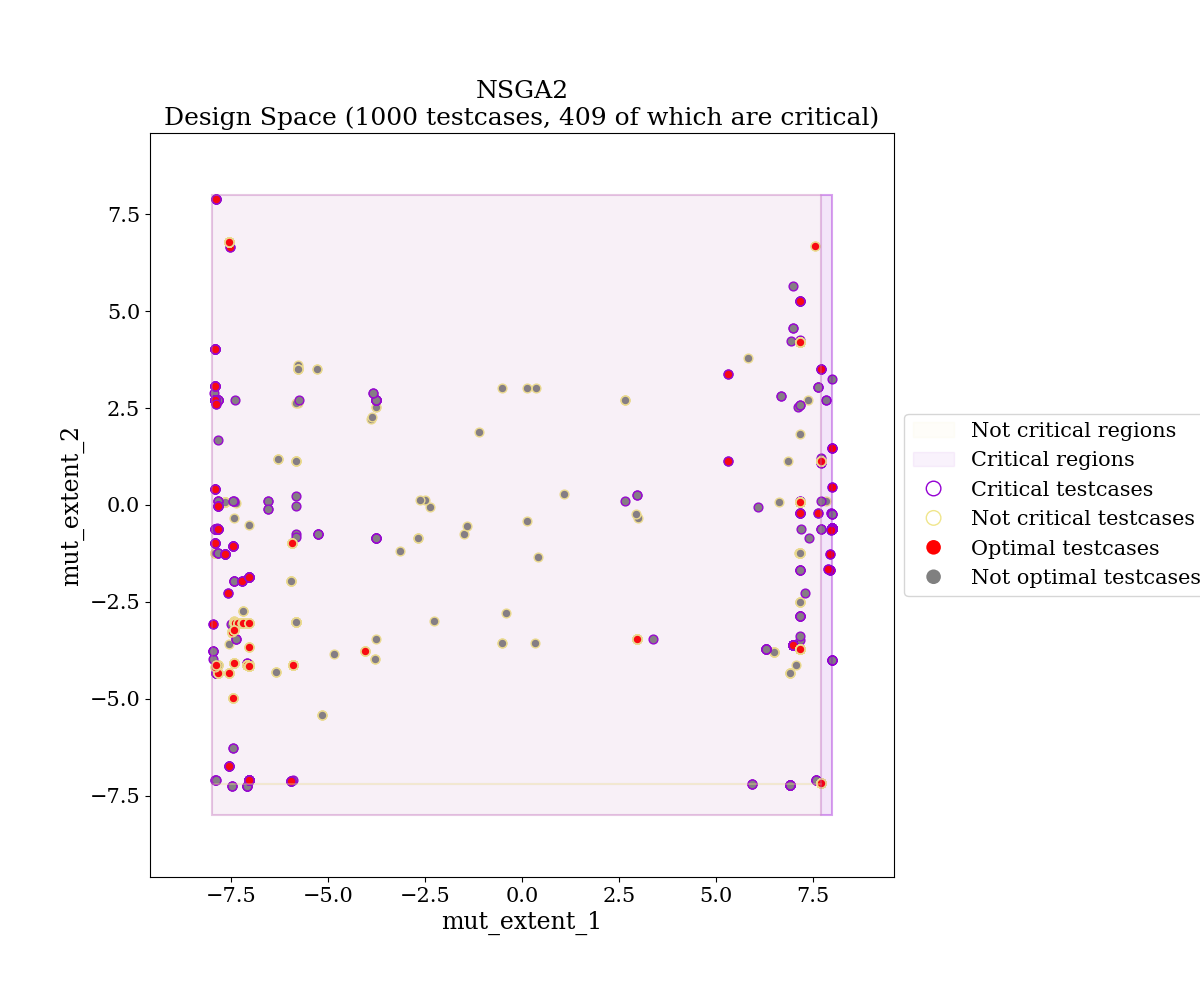 NSGA2
Design Space (1000 testcases, 409 of which are critical)
7.5
5.0
2.5
0.0
−2.5
−5.0
−7.5
mut_extent_2
−7.5 −5.0 −2.5 0.0 2.5 5.0 7.5
mut_extent_1
Not critical regions
Critical regions
Critical testcases
Not critical testcases
Optimal testcases
Not optimal testcases